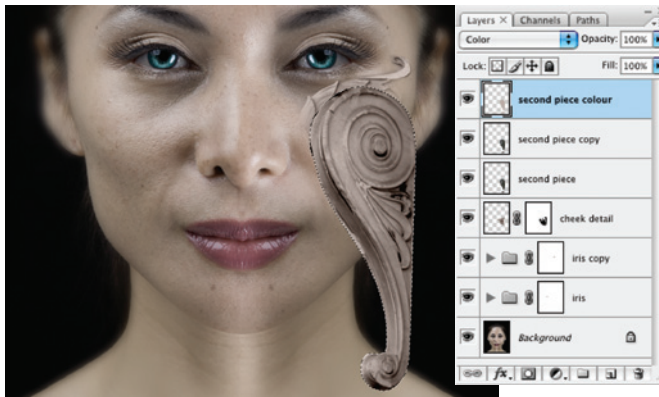 Layers × Channels Paths
Color Opacity: 100%
Lock: Fill: 100%
second piece colour
second piece copy
second piece
cheek detail
iris copy
iris
Background
fx.